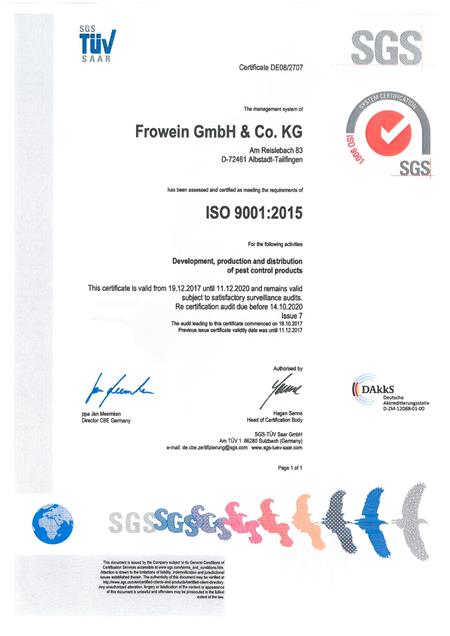 SGS
TÜV
SAAR
SGS
Certificate DE08/2707
SYSTEM CERTIFICATION
ISO 9001
SGS
The management system of
Frowein GmbH & Co. KG
Am Reislebach 83
D-72461 Albstadt-Tailfingen
has been assessed and certified as meeting the requirements of
ISO 9001:2015
For the following activities
Development, production and distribution
of pest control products
This certificate is valid from 19.12.2017 until 11.12.2020 and remains valid
subject to satisfactory surveillance audits.
Re certification audit due before 14.10.2020
Issue 7
The audit leading to this certificate commenced on 19.10.2017
Previous issue certificate validity date was until 11.12.2017
Authorised by
DAkkS
Deutsche
Akkreditierungsstelle
D-ZM-12088-01-00
ppa Jen Meemken
Director CBE Germany
Hagen Senne
Head of Certification Body
SGS-TÜV Saar GmbH
Am TÜV 1 66280 Sulzbach (Germany)
e-mail: de.cbe.zertifizierung@sgs.com www.sgs-tuev-saar.com
Page 1 of 1
SGS SGS SGS
This document is issued by the Company subject to its General Conditions of
Certification Services accessible at www.sgs.com/terms_and_conditions.htm.
Attention is drawn to the limitations of liability, indemnification and jurisdictional
issues established therein. The authenticity of this document may be verified at
http://www.sgs.com/en/certified-clients-and-products/certified-client-directory.
Any unauthorized alteration, forgery or falsification of the content or appearance
of this document is unlawful and offenders may be prosecuted to the fullest
extent of the law.